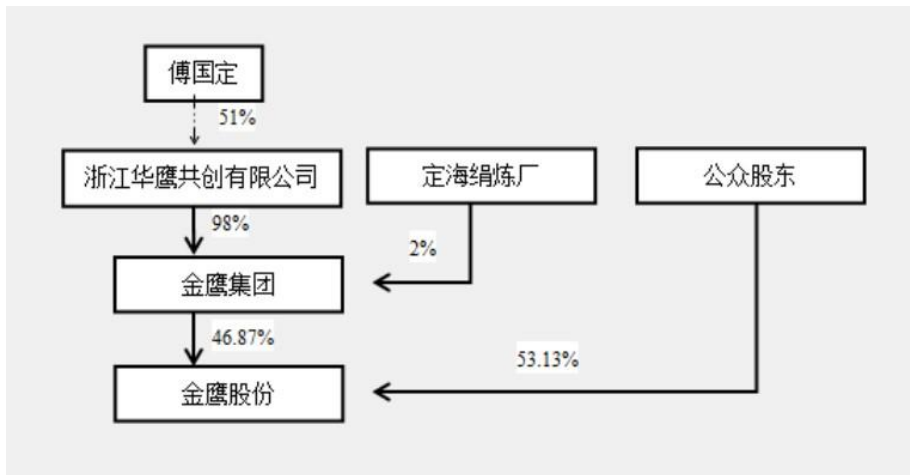 傅国定
51%
浙江华鹰共创有限公司
定海绢炼厂
公众股东
98%
2%
金鹰集团
46.87%
53.13%
金鹰股份